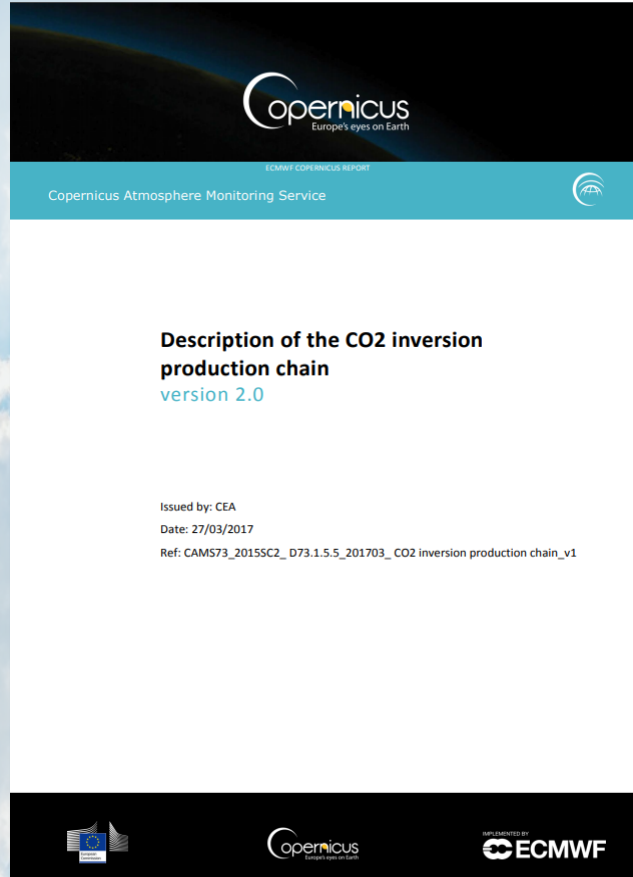 Copernicus
Europe's eyes on Earth
ECMWF COPERNICUS REPORT
Copernicus Atmosphere Monitoring Service
Description of the CO2 inversion
production chain
version 2.0
Issued by: CEA
Date: 27/03/2017
Ref: CAMS73_2015SC2_ D73.1.5.5_201703_ CO2 inversion production chain_v1
European
Commission
Copernicus
Europe's eyes on Earth
IMPLEMENTED BY
ECMWF